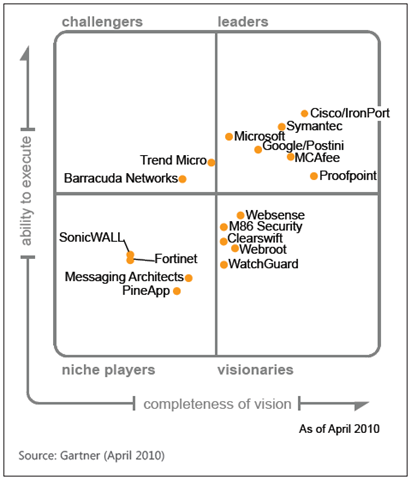 challengers
leaders
Cisco/IronPort
Symantec
Microsoft
Google/Postini
MCAfee
Trend Micro
Proofpoint
Barracuda Networks
ability to execute
Websense
M86 Security
Clearswift
SonicWALL
Webroot
Fortinet
WatchGuard
Messaging Architects
PineApp
niche players
visionaries
completeness of vision
As of April 2010
Source: Gartner (April 2010)